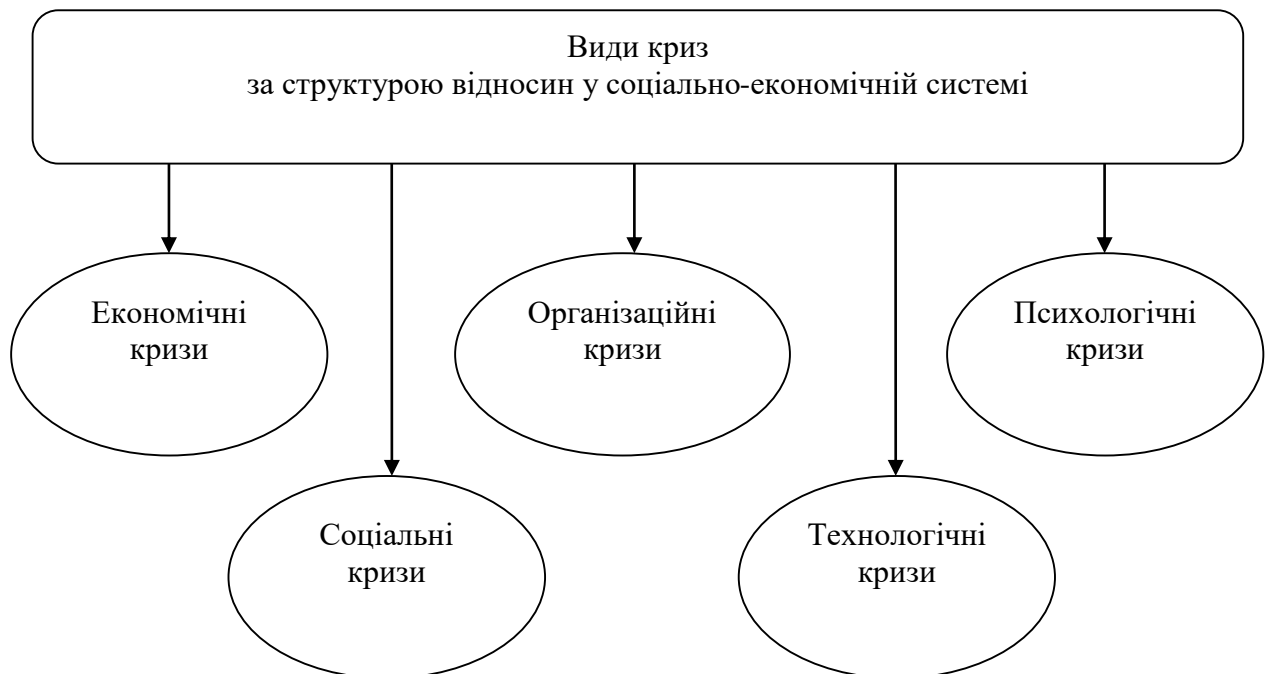 Види криз
за структурою відносин у соціально-економічній системі
Економічні
кризи
Організаційні
кризи
Психологічні
кризи
Соціальні
кризи
Технологічні
кризи